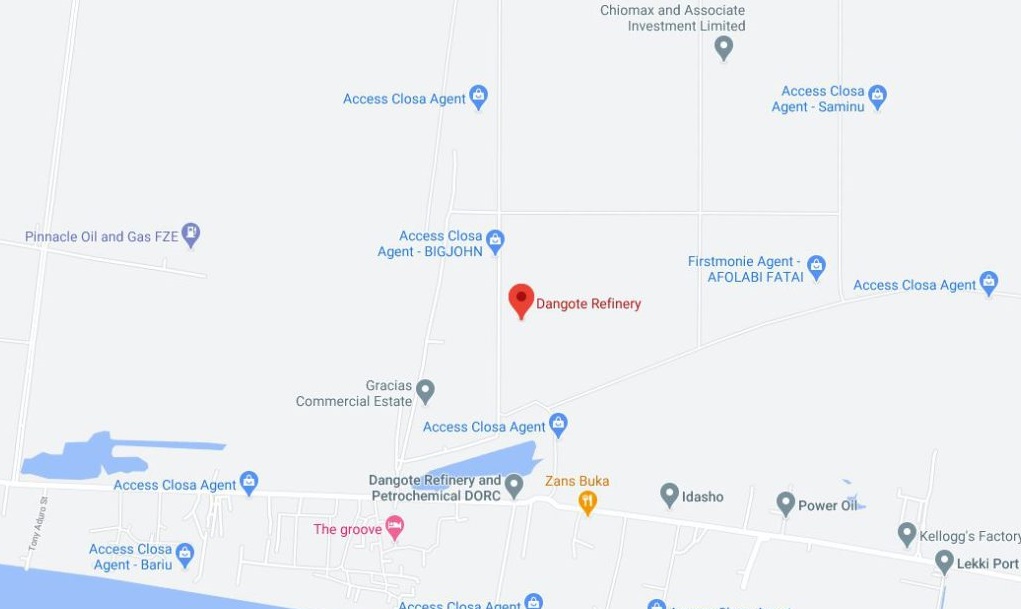 Chiomax and Associate
Investment Limited
Access Closa Agent
Access Closa
Agent - Saminu
Pinnacle Oil and Gas FZE
Access Closa
Agent - BIGJOHN
Firstmonie Agent -
AFOLABI FATAI
Access Closa Agent
Dangote Refinery
Gracias
Commercial Estate
Access Closa Agent
Access Closa Agent
Dangote Refinery and
Petrochemical DORC
Zans Buka
Idasho
Power Oil
Tony Aduro St
The groove
Kellogg's Factory
Access Closa
Agent - Bariu
Lekki Port
Access Closa Agent